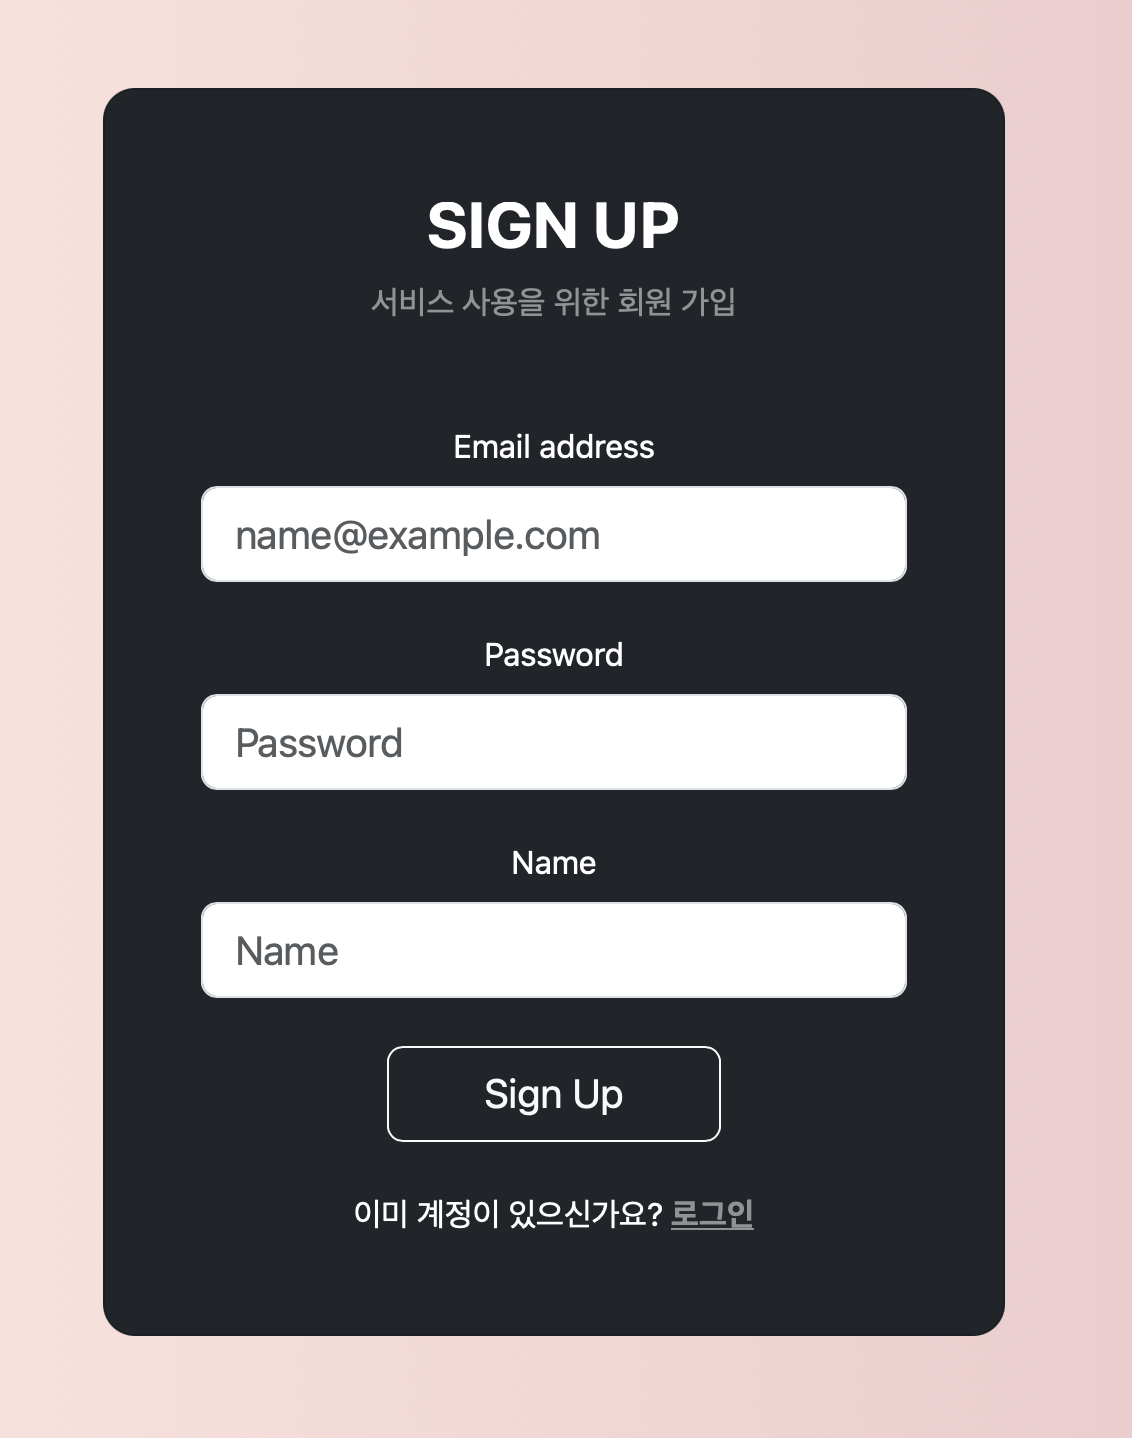 SIGN UP
서비스 사용을 위한 회원 가입
Email address
name@example.com
Password
Password
Name
Name
Sign Up
이미 계정이 있으신가요? 로그인